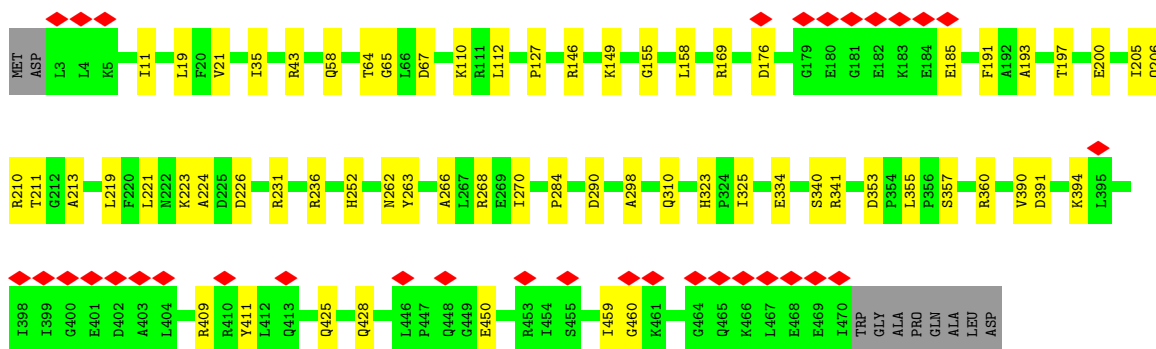 MET ASP L3 L4 K5 I11 L19 F20 V21 I35 R43 Q58 T64 G65 L66 D67 K110 R111 L112 P127 R146 K149 G155 L158 R169 D176 G179 E180 G181 E182 K183 E184 E185 F191 A192 A193 T197 E200 I205
R210 T211 G212 A213 L219 F220 L221 N222 K223 A224 D225 D226 R231 R236 H252 N262 Y263 A266 L267 R268 E269 I270 P284 D290 A298 Q310 H323 P324 I325 E334 S340 R341 D353 P354 L355 P356 S357 R360 V390 D391 K394 L395
I398 I399 G400 E401 D402 A403 L404 R409 R410 Y411 L412 Q413 Q425 Q428 L446 P447 Q448 G449 E450 R453 I454 S455 I459 G460 K461 G464 Q465 K466 L467 E468 E469 I470 TRP GLY ALA PRO GLN ALA LEU ASP